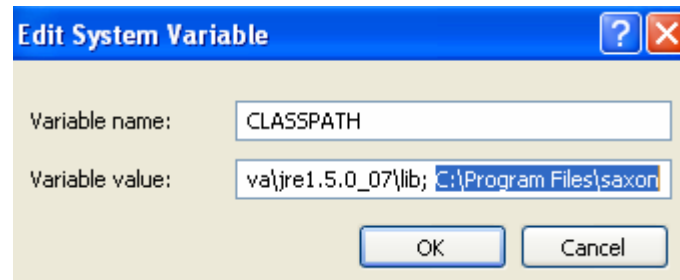 Edit System Variable
Variable name: CLASSPATH
Variable value: va\jre1.5.0_07\lib; C:\Program Files\saxon
OK Cancel